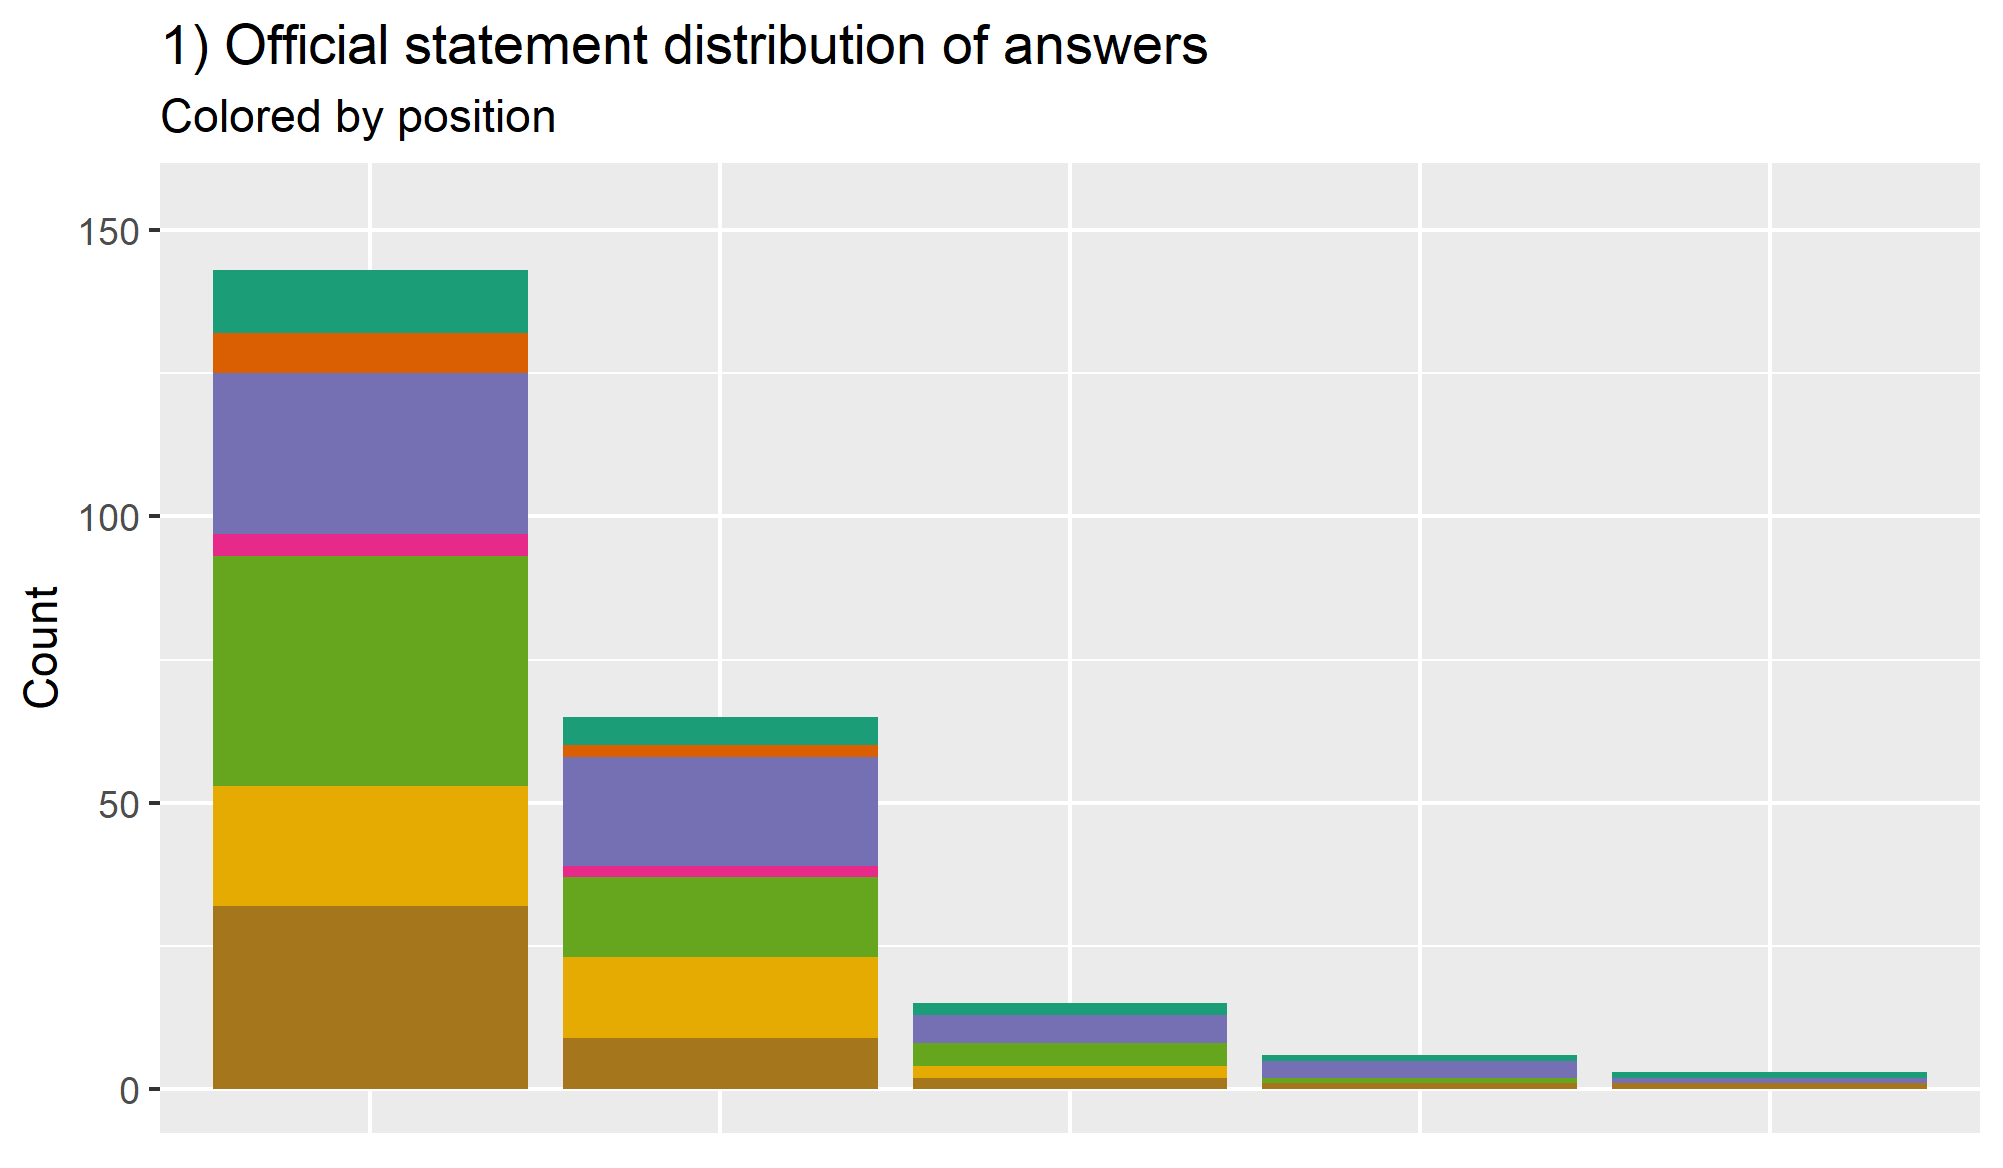 1) Official statement distribution of answers
Colored by position
150
100
50
0
Count